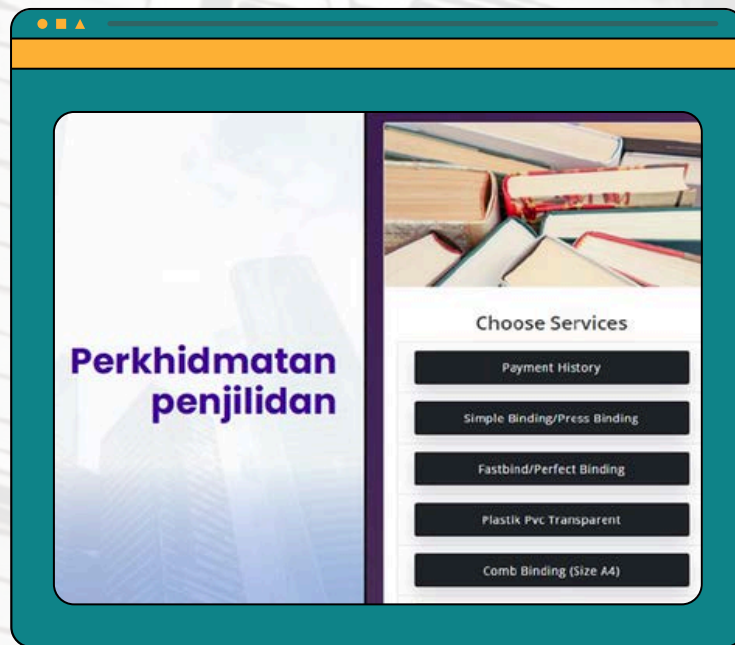 Perkhidmatan
penjilidan
Choose Services
Payment History
Simple Binding/Press Binding
Fastbind/Perfect Binding
Plastik Pvc Transparent
Comb Binding (Size A4)